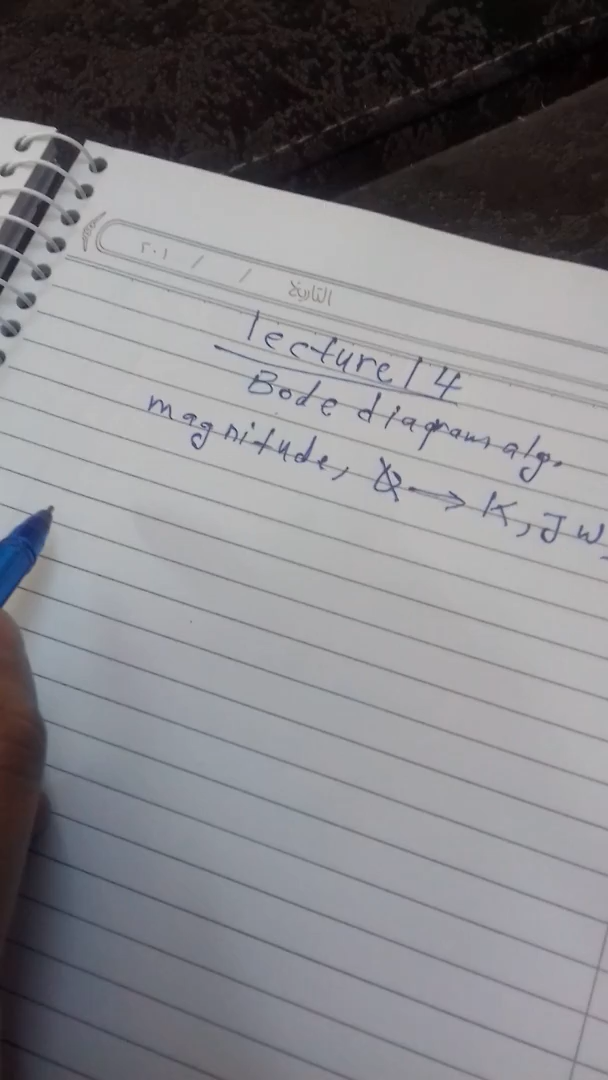 التاريخ / / ٢٠١
lecture 14
Bode diagram alg.
magnitude, → K, JW,